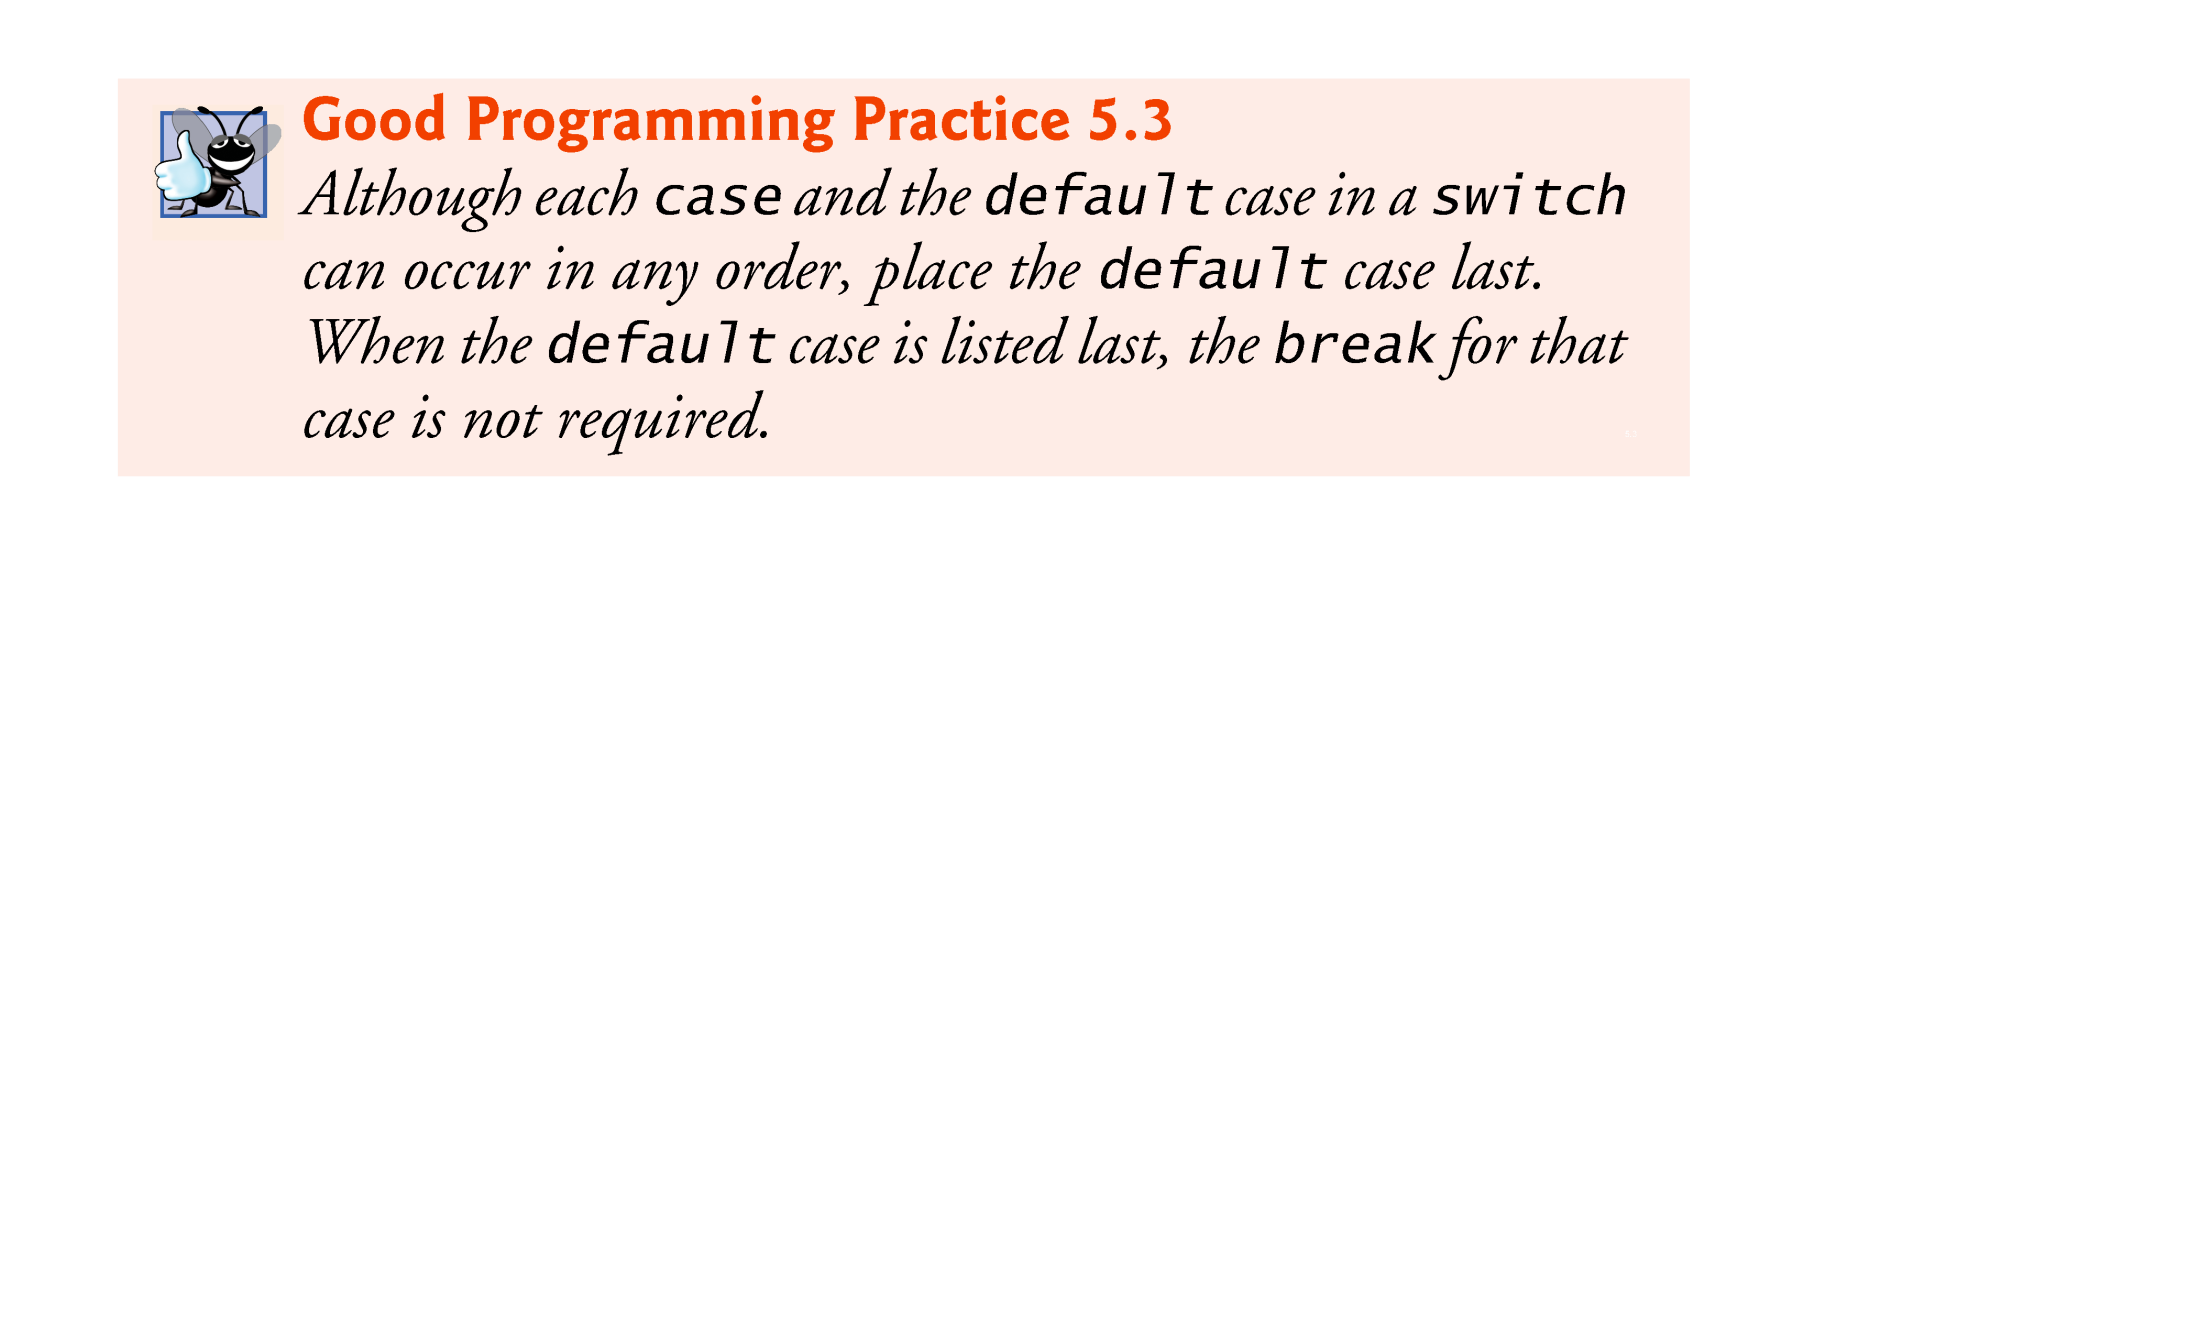 Good Programming Practice 5.3
Although each case and the default case in a switch
can occur in any order, place the default case last.
When the default case is listed last, the break for that
case is not required.